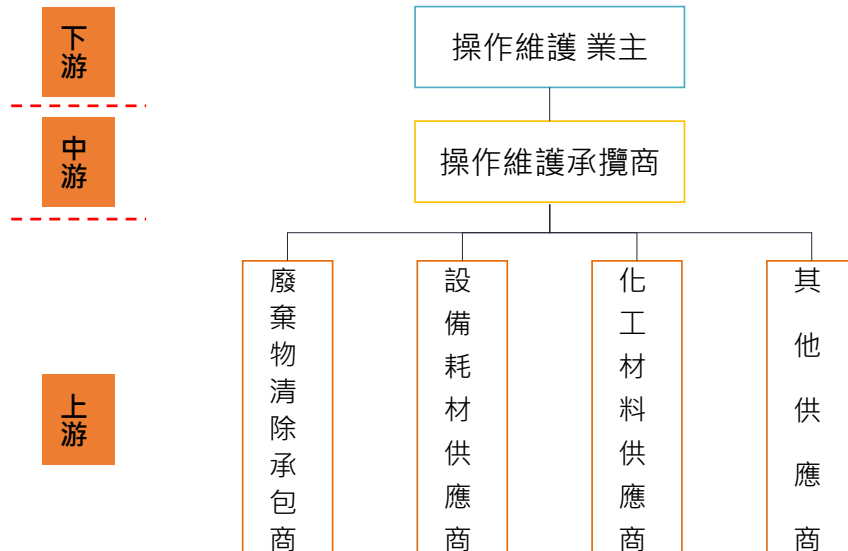 下游
操作維護 業主
中游
操作維護承攬商
上游
廢棄物清除承包商
設備耗材供應商
化工材料供應商
其他供應商